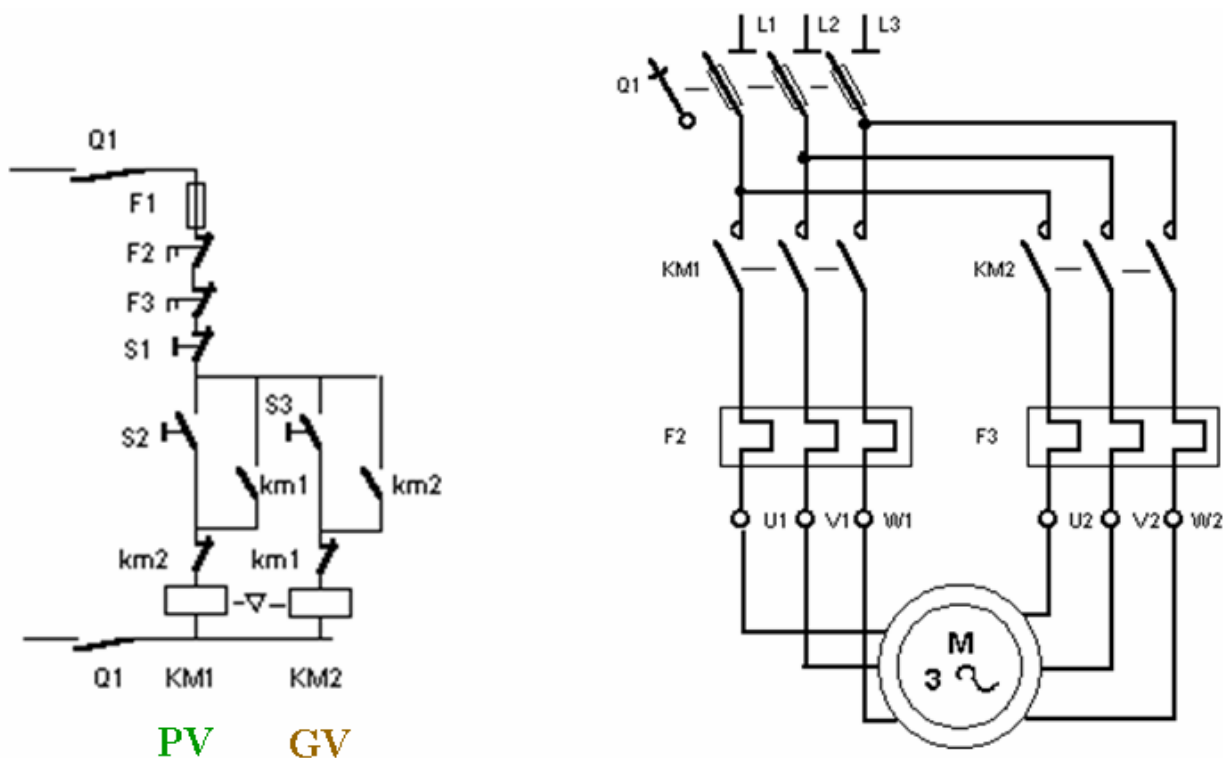 Q1
F1
F2
F3
S1
S2
S3
km1
km2
km2
km1
Q1 KM1 KM2
PV GV
L1 L2 L3
Q1
KM1 KM2
F2 F3
U1 V1 W1 U2 V2 W2
M
3